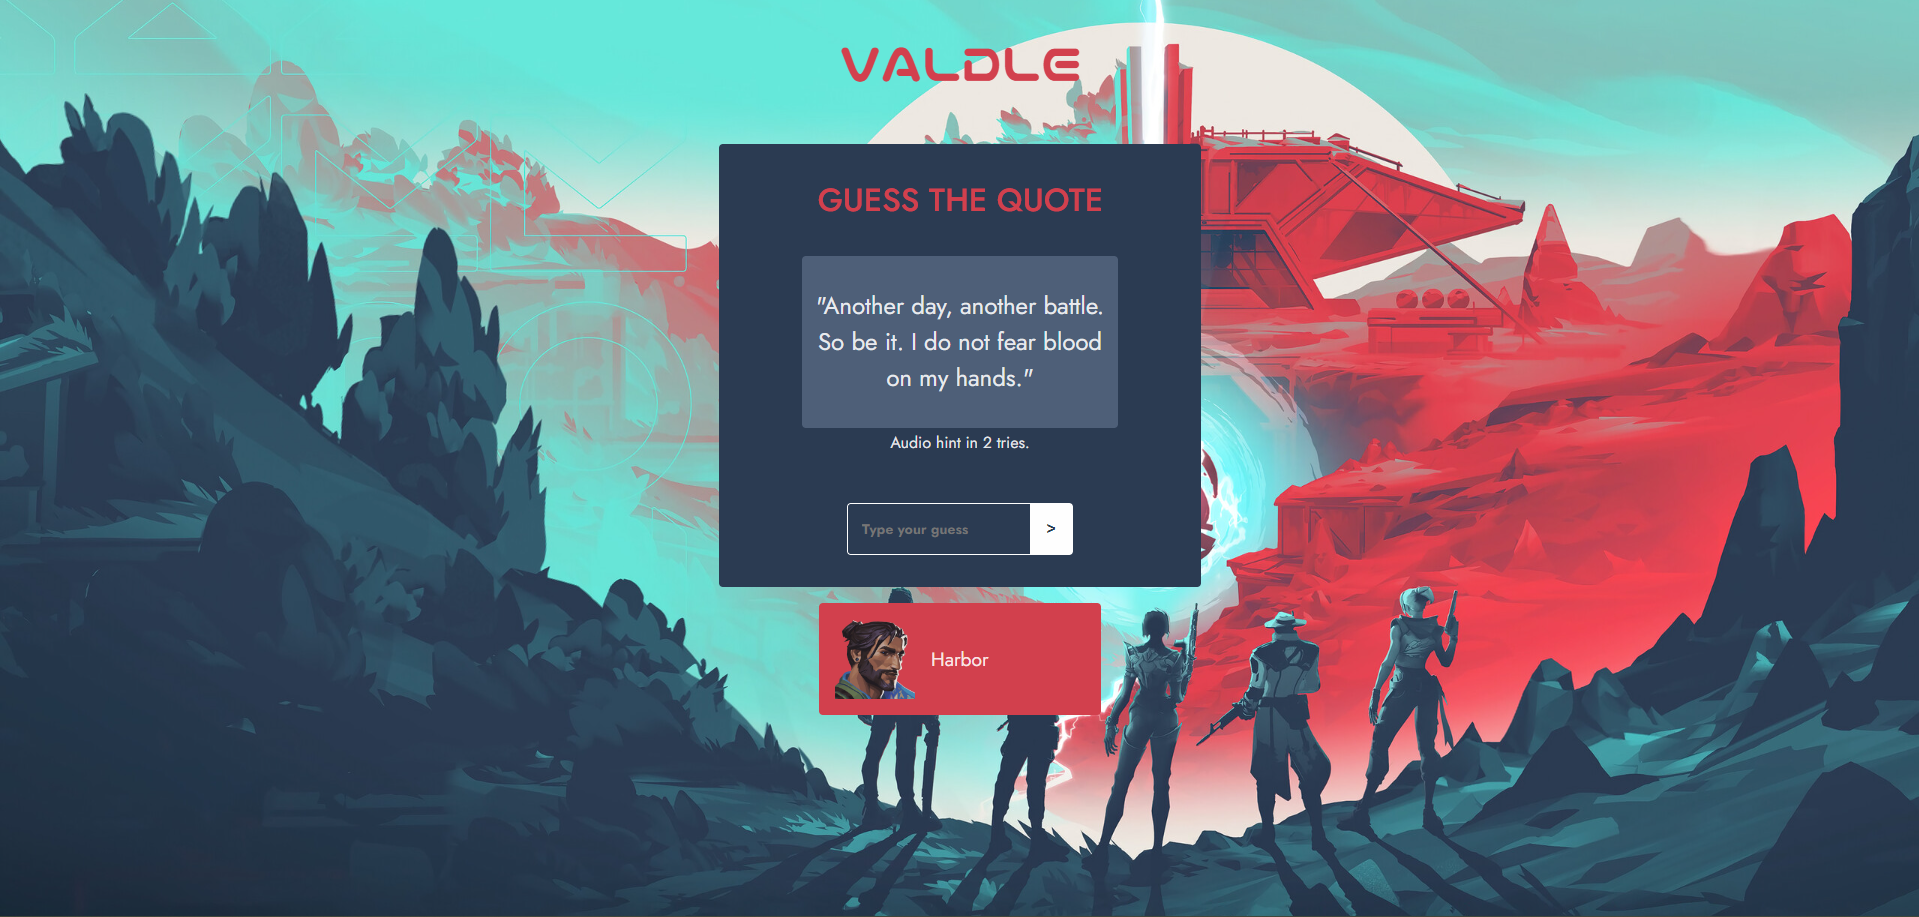 VALDLE
GUESS THE QUOTE
"Another day, another battle.
So be it. I do not fear blood
on my hands."
Audio hint in 2 tries.
Type your guess
>
Harbor